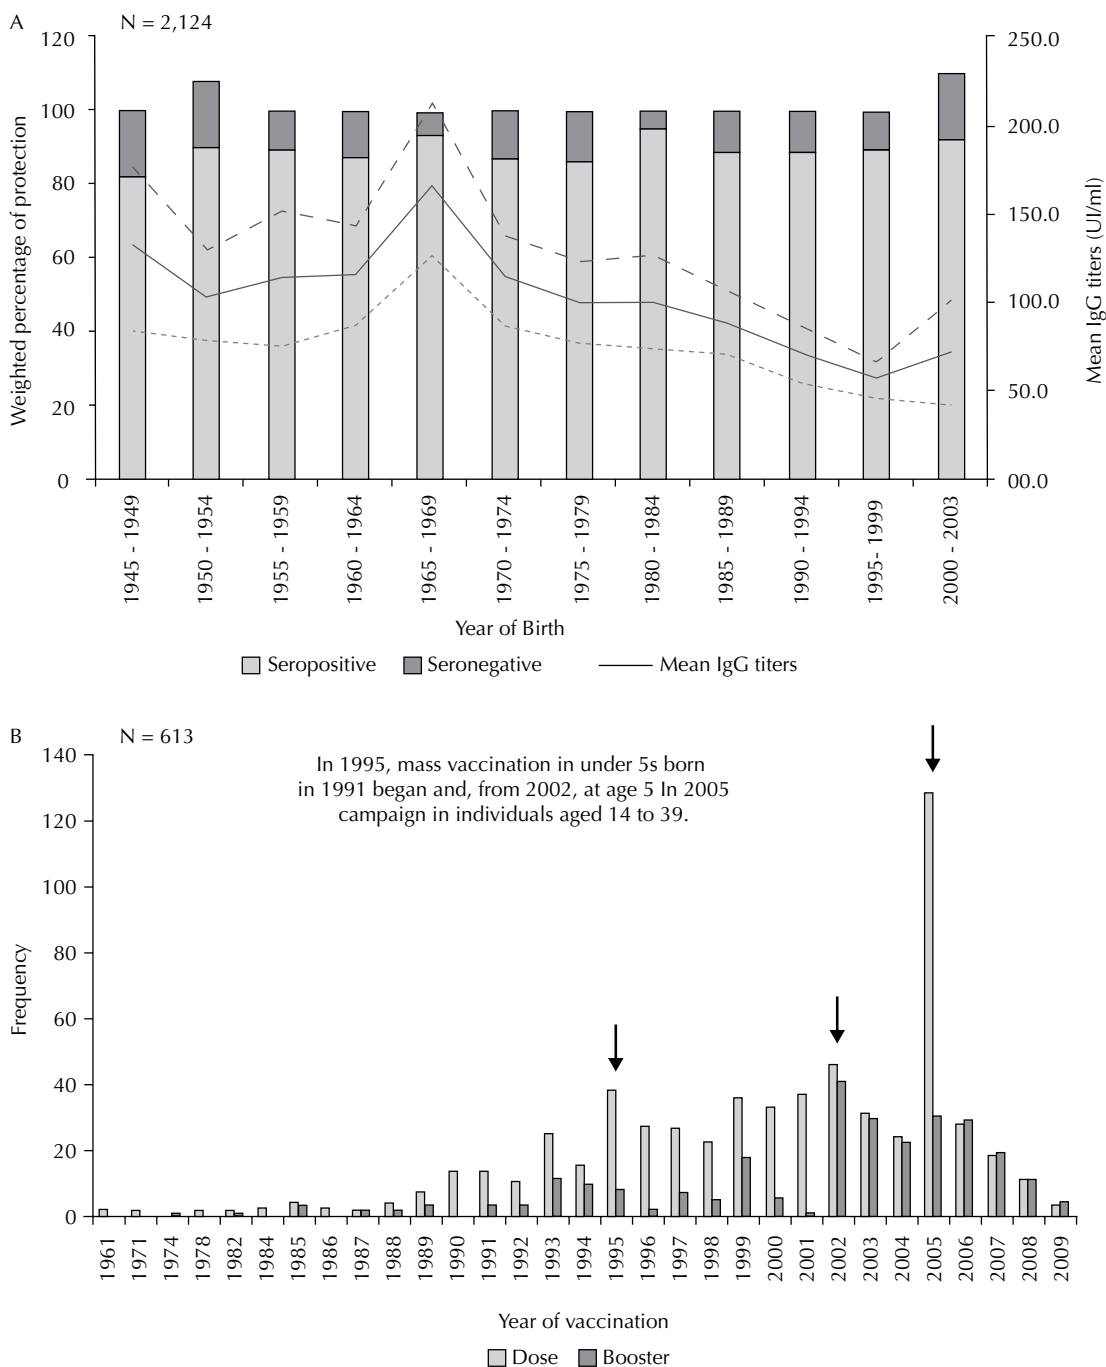 A
N = 2,124
Weighted percentage of protection
120
100
80
60
40
20
0
250.0
200.0
150.0
100.0
50.0
00.0
Mean IgG titers (UI/ml)
1945 - 1949
1950 - 1954
1955 - 1959
1960 - 1964
1965 - 1969
1970 - 1974
1975 - 1979
1980 - 1984
1985 - 1989
1990 - 1994
1995- 1999
2000 - 2003
Year of Birth
Seropositive
Seronegative
Mean IgG titers
B
N = 613
In 1995, mass vaccination in under 5s born
in 1991 began and, from 2002, at age 5 In 2005
campaign in individuals aged 14 to 39.
Frequency
140
120
100
80
60
40
20
0
1961
1971
1974
1978
1982
1984
1985
1986
1987
1988
1989
1990
1991
1992
1993
1994
1995
1996
1997
1998
1999
2000
2001
2002
2003
2004
2005
2006
2007
2008
2009
Year of vaccination
Dose
Booster